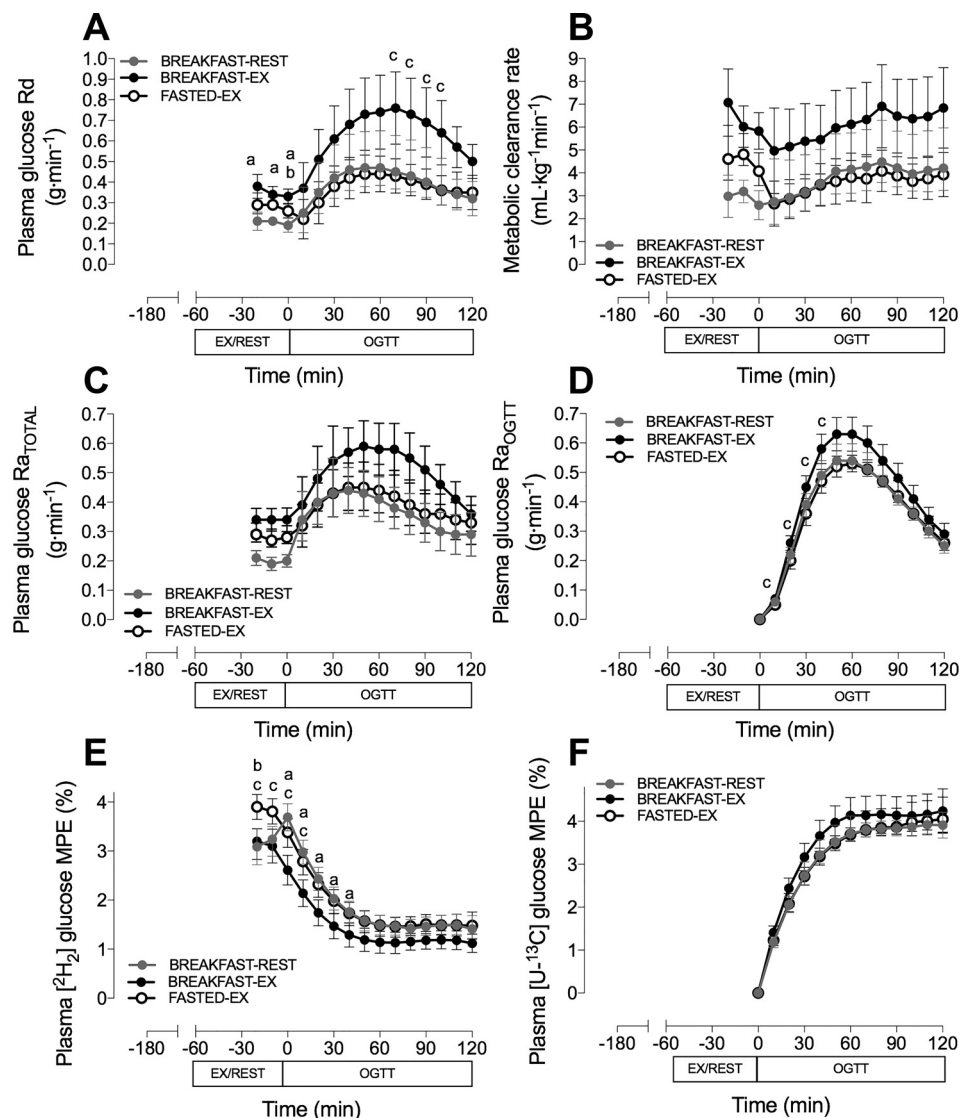 A
Plasma glucose Rd
(g·min-1)
1.0
0.9
0.8
0.7
0.6
0.5
0.4
0.3
0.2
0.1
0.0
BREAKFAST-REST
BREAKFAST-EX
FASTED-EX
a
a
a
b
c
c
c
c
-180 -60 -30 0 30 60 90 120
EX/REST OGTT
Time (min)
B
Metabolic clearance rate
(mL·kg-1min-1)
9
8
7
6
5
4
3
2
1
0
BREAKFAST-REST
BREAKFAST-EX
FASTED-EX
-180 -60 -30 0 30 60 90 120
EX/REST OGTT
Time (min)
C
Plasma glucose RaTOTAL
(g·min-1)
0.7
0.6
0.5
0.4
0.3
0.2
0.1
0.0
BREAKFAST-REST
BREAKFAST-EX
FASTED-EX
-180 -60 -30 0 30 60 90 120
EX/REST OGTT
Time (min)
D
Plasma glucose RaOGTT
(g·min-1)
0.7
0.6
0.5
0.4
0.3
0.2
0.1
0.0
BREAKFAST-REST
BREAKFAST-EX
FASTED-EX
c
c
c
c
-180 -60 -30 0 30 60 90 120
EX/REST OGTT
Time (min)
E
Plasma [2H2] glucose MPE (%)
4
3
2
1
0
b
c
c
a
c
a
c
a
a
a
BREAKFAST-REST
BREAKFAST-EX
FASTED-EX
-180 -60 -30 0 30 60 90 120
EX/REST OGTT
Time (min)
F
Plasma [U-13C] glucose MPE (%)
4
3
2
1
0
BREAKFAST-REST
BREAKFAST-EX
FASTED-EX
-180 -60 -30 0 30 60 90 120
EX/REST OGTT
Time (min)